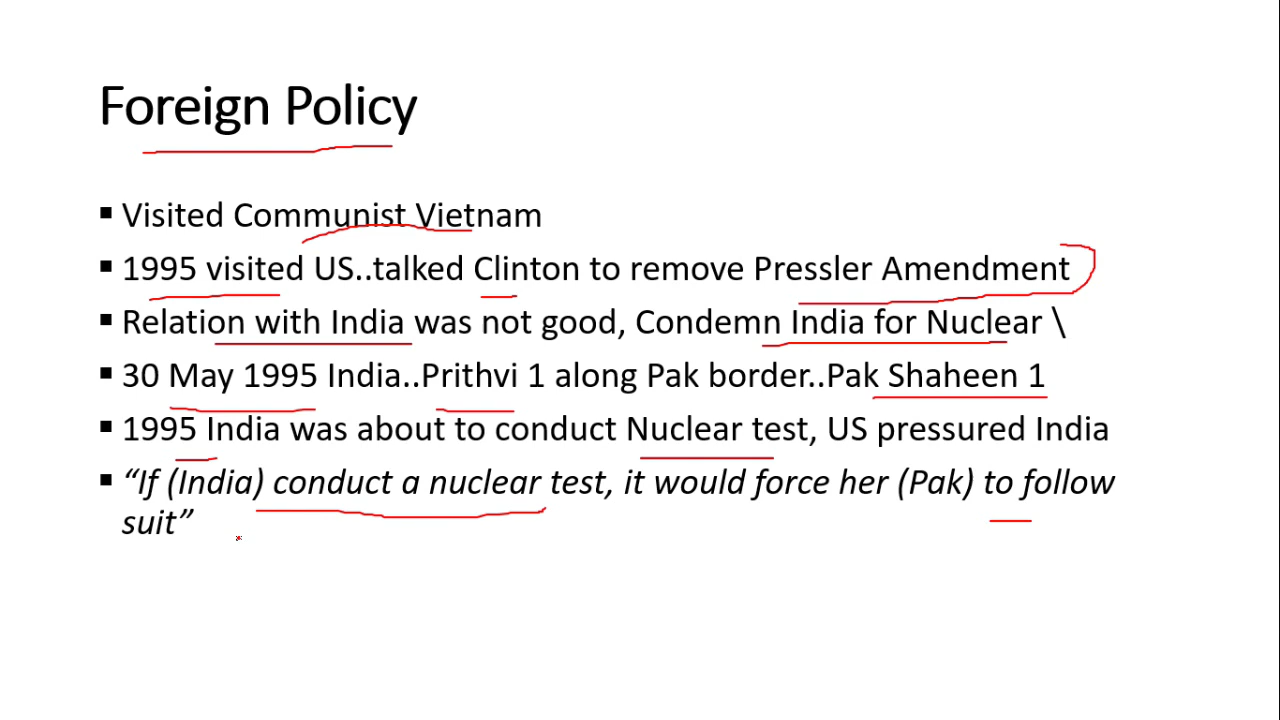 Foreign Policy
▪ Visited Communist Vietnam
▪ 1995 visited US..talked Clinton to remove Pressler Amendment
▪ Relation with India was not good, Condemn India for Nuclear \
▪ 30 May 1995 India..Prithvi 1 along Pak border..Pak Shaheen 1
▪ 1995 India was about to conduct Nuclear test, US pressured India
▪ “If (India) conduct a nuclear test, it would force her (Pak) to follow
suit”